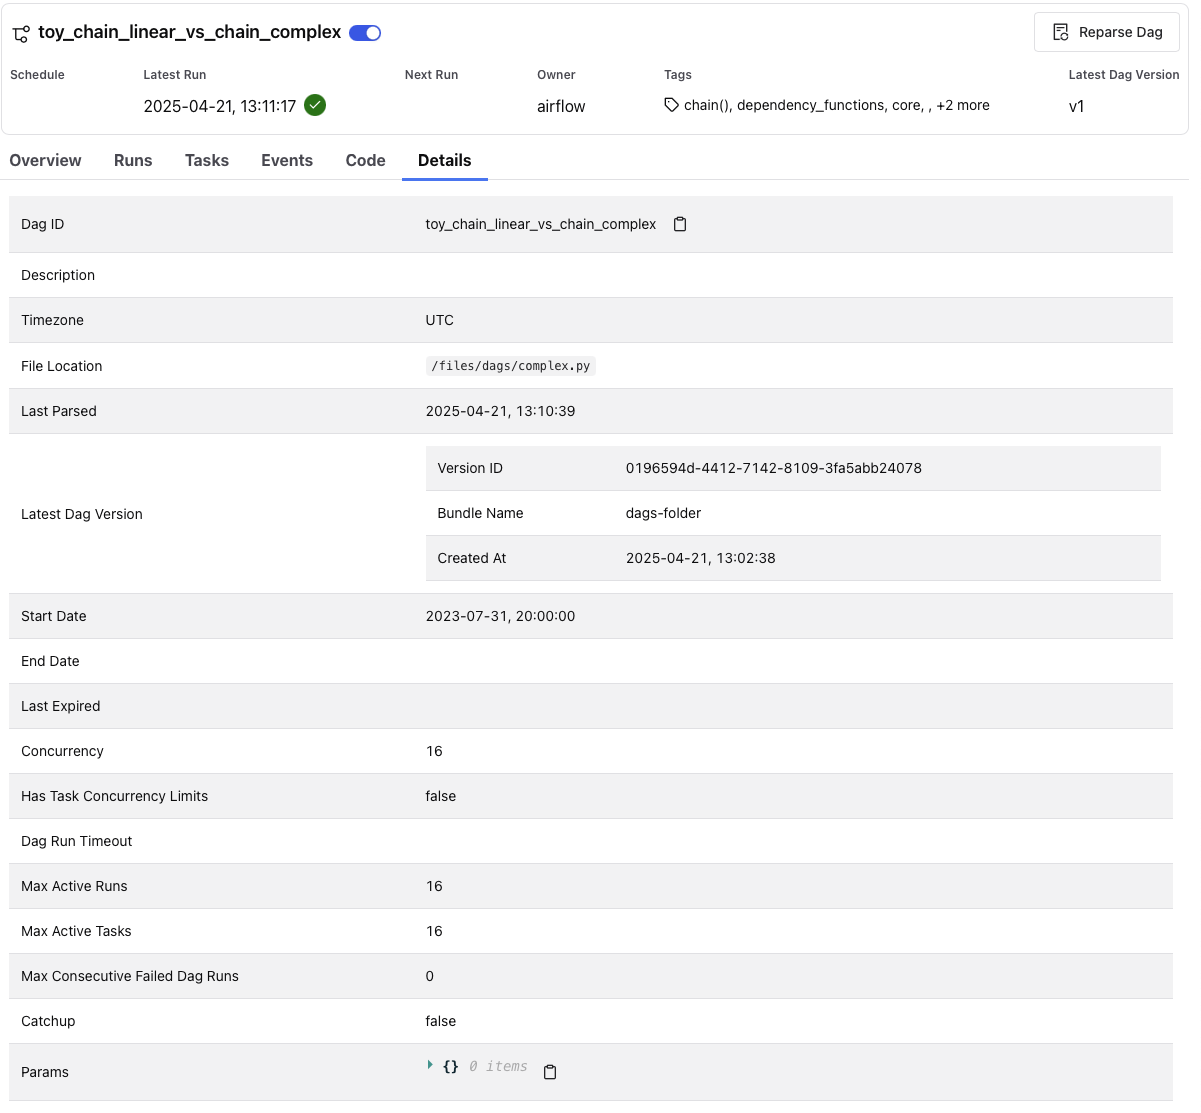 toy_chain_linear_vs_chain_complex
Reparse Dag
Schedule Latest Run Next Run Owner Tags Latest Dag Version
2025-04-21, 13:11:17 airflow chain(), dependency_functions, core, , +2 more v1
Overview Runs Tasks Events Code Details
Dag ID toy_chain_linear_vs_chain_complex
Description
Timezone UTC
File Location /files/dags/complex.py
Last Parsed 2025-04-21, 13:10:39
Latest Dag Version
Version ID 0196594d-4412-7142-8109-3fa5abb24078
Bundle Name dags-folder
Created At 2025-04-21, 13:02:38
Start Date 2023-07-31, 20:00:00
End Date
Last Expired
Concurrency 16
Has Task Concurrency Limits false
Dag Run Timeout
Max Active Runs 16
Max Active Tasks 16
Max Consecutive Failed Dag Runs 0
Catchup false
Params {} 0 items